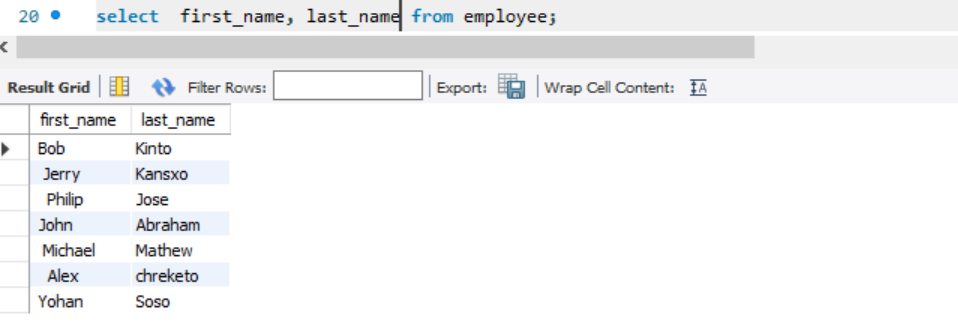 20 select first_name, last_name from employee;
Result Grid Filter Rows: Export: Wrap Cell Content: IA
first_name last_name
Bob Kinto
Jerry Kansxo
Philip Jose
John Abraham
Michael Mathew
Alex chreketo
Yohan Soso